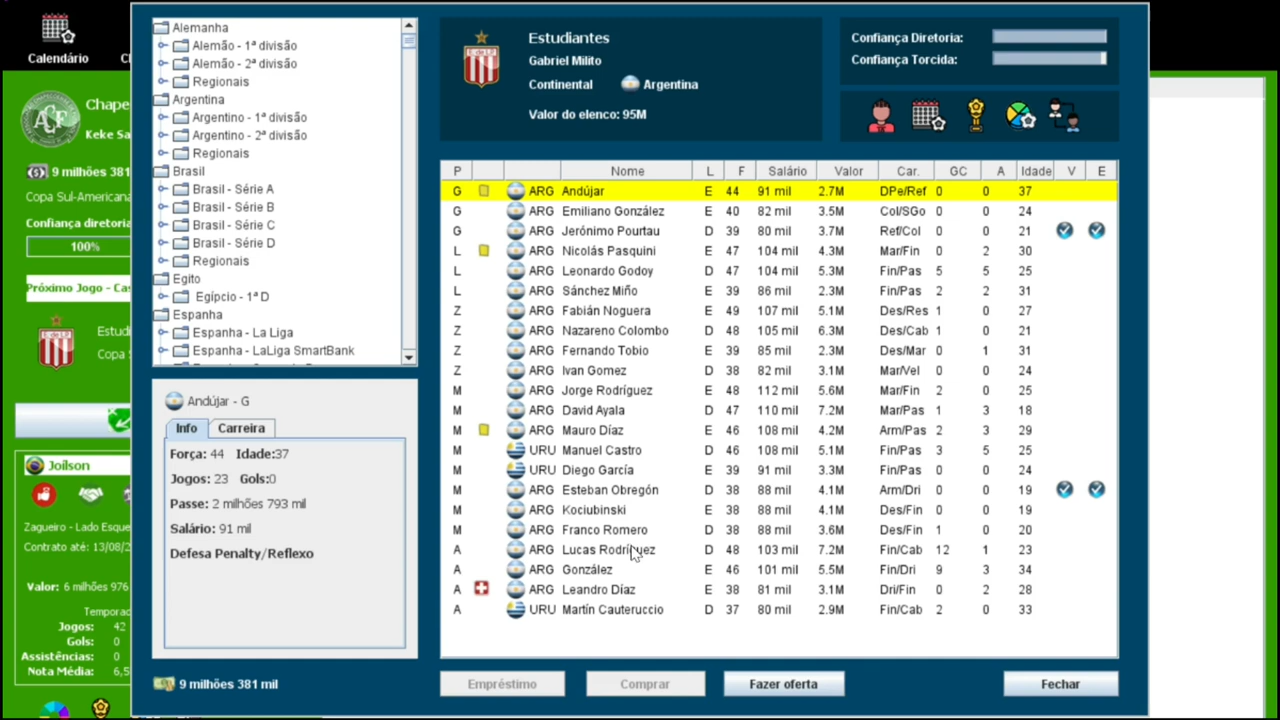 Calendário
Chape
Keke Sa
9 milhões 381
Copa Sul-Americana
Confiança diretoria
100%
Próximo Jogo - Cas
Estudi
Copa S
Joilson
Zagueiro - Lado Esque
Contrato até: 13/08/2
Valor: 6 milhões 976
Temporad
Jogos: 42
Gols: 0
Assistências: 0
Nota Média: 6,5
Alemanha
Alemão - 1ª divisão
Alemão - 2ª divisão
Regionais
Argentina
Argentino - 1ª divisão
Argentino - 2ª divisão
Regionais
Brasil
Brasil - Série A
Brasil - Série B
Brasil - Série C
Brasil - Série D
Regionais
Egito
Egípcio - 1ª D
Espanha
Espanha - La Liga
Espanha - LaLiga SmartBank
Andújar - G
Info Carreira
Força: 44 Idade:37
Jogos: 23 Gols:0
Passe: 2 milhões 793 mil
Salário: 91 mil
Defesa Penalty/Reflexo
9 milhões 381 mil
Estudiantes
Gabriel Milito
Continental Argentina
Valor do elenco: 95M
Confiança Diretoria:
Confiança Torcida:
P Nome L F Salário Valor Car. GC A Idade V E
G ARG Andújar E 44 91 mil 2.7M DPe/Ref 0 0 37
G ARG Emiliano González E 40 82 mil 3.5M Col/SGo 0 0 24
G ARG Jerónimo Pourtau D 39 80 mil 3.7M Ref/Col 0 0 21
L ARG Nicolás Pasquini E 47 104 mil 4.3M Mar/Fin 0 2 30
L ARG Leonardo Godoy D 47 104 mil 5.3M Fin/Pas 5 5 25
L ARG Sánchez Miño E 39 86 mil 2.3M Fin/Pas 2 2 31
Z ARG Fabián Noguera E 49 107 mil 5.1M Des/Res 1 0 27
Z ARG Nazareno Colombo D 48 105 mil 6.3M Des/Cab 1 0 21
Z ARG Fernando Tobio E 39 85 mil 2.3M Des/Mar 0 1 31
Z ARG Ivan Gomez D 38 82 mil 3.1M Mar/Vel 0 0 24
M ARG Jorge Rodríguez E 48 112 mil 5.6M Mar/Fin 0 2 25
M ARG David Ayala D 47 110 mil 7.2M Mar/Pas 1 3 18
M ARG Mauro Díaz E 46 108 mil 4.2M Arm/Pas 2 3 29
M URU Manuel Castro D 46 108 mil 5.1M Fin/Pas 3 5 25
M URU Diego García E 39 91 mil 3.3M Fin/Pas 0 0 24
M ARG Esteban Obregón D 38 88 mil 4.1M Arm/Dri 0 0 19
M ARG Kociubinski E 38 88 mil 4.1M Des/Fin 0 0 19
M ARG Franco Romero D 38 88 mil 3.6M Des/Fin 1 0 20
A ARG Lucas Rodríguez D 48 103 mil 7.2M Fin/Cab 12 1 23
A ARG González E 46 101 mil 5.5M Fin/Dri 9 3 34
A ARG Leandro Díaz E 38 81 mil 3.1M Dri/Fin 0 2 28
A URU Martín Cauteruccio D 37 80 mil 2.9M Fin/Cab 2 0 33
Empréstimo Comprar Fazer oferta Fechar